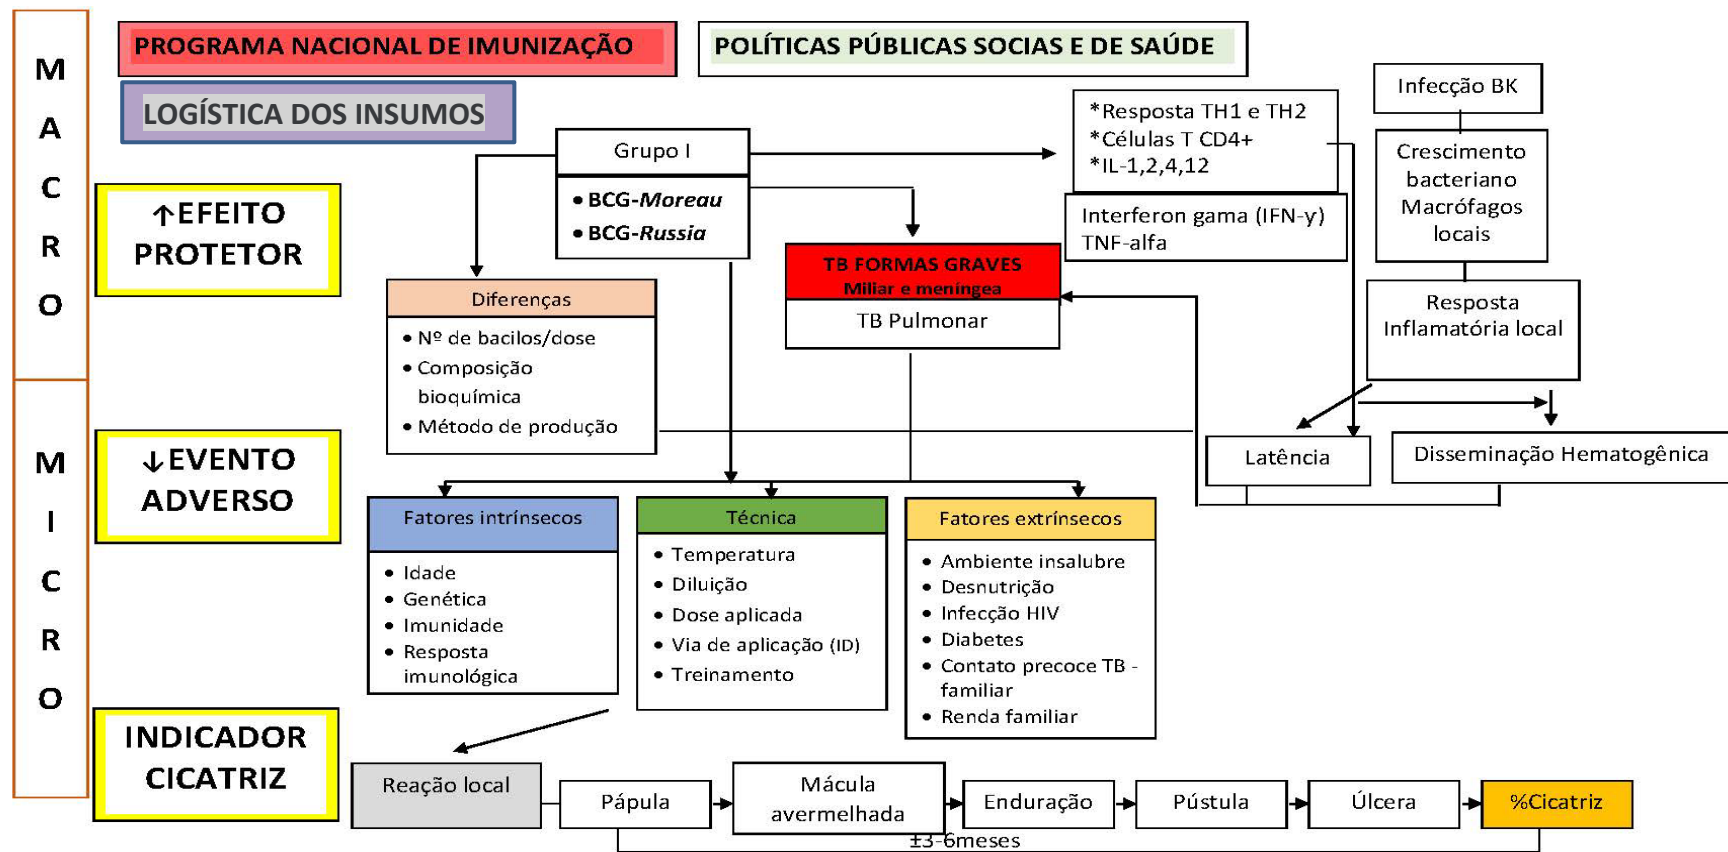 M
A
C
R
O
M
I
C
R
O
PROGRAMA NACIONAL DE IMUNIZAÇÃO
POLÍTICAS PÚBLICAS SOCIAS E DE SAÚDE
LOGÍSTICA DOS INSUMOS
↑EFEITO
PROTETOR
↓EVENTO
ADVERSO
INDICADOR
CICATRIZ
Grupo I
• BCG-Moreau
• BCG-Russia
*Resposta TH1 e TH2
*Células T CD4+
*IL-1,2,4,12
Interferon gama (IFN-y)
TNF-alfa
Infecção BK
Crescimento
bacteriano
Macrófagos
locais
Resposta
Inflamatória local
Latência
Disseminação Hematogênica
TB FORMAS GRAVES
Miliar e meníngea
TB Pulmonar
Diferenças
• Nº de bacilos/dose
• Composição
bioquímica
• Método de produção
Fatores intrínsecos
• Idade
• Genética
• Imunidade
• Resposta
imunológica
Técnica
• Temperatura
• Diluição
• Dose aplicada
• Via de aplicação (ID)
• Treinamento
Fatores extrínsecos
• Ambiente insalubre
• Desnutrição
• Infecção HIV
• Diabetes
• Contato precoce TB -
familiar
• Renda familiar
Reação local
Pápula
Mácula
avermelhada
Enduração
Pústula
Úlcera
%Cicatriz
±3-6meses